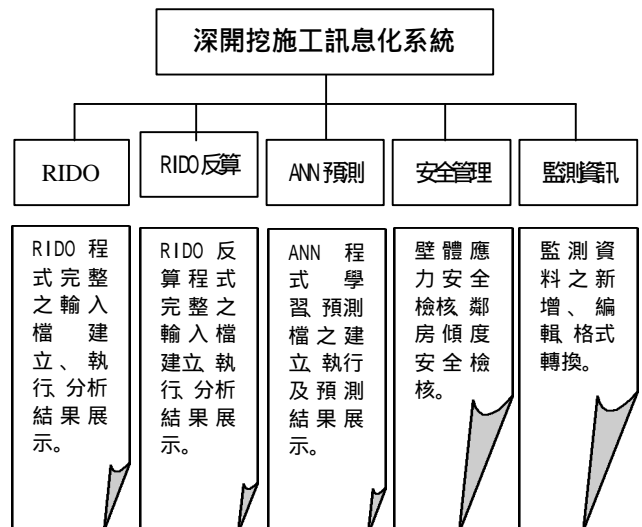 深開挖施工訊息化系統
RIDO
RIDO反算
ANN預測
安全管理
監測資訊
RIDO 程
式完整
之輸入
檔 建
立、執
行、分析
結果展
示。
RIDO 反
算程式
完整之
輸入檔
建立、執
行、分析
結果展
示。
ANN 程
式 學
習、預測
檔之建
立、執行
及預測
結果展
示。
壁體應
力安全
檢核、鄰
房傾度
安全檢
核。
監測資
料之新
增、編
輯、格式
轉換。